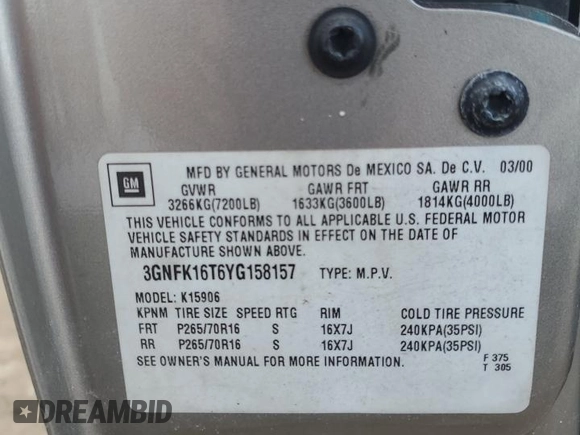 MFD BY GENERAL MOTORS De MEXICO SA. De C.V. 03/00
GM
GVWR GAWR FRT GAWR RR
3266KG(7200LB) 1633KG(3600LB) 1814KG(4000LB)
THIS VEHICLE CONFORMS TO ALL APPLICABLE U.S. FEDERAL MOTOR
VEHICLE SAFETY STANDARDS IN EFFECT ON THE DATE OF
MANUFACTURE SHOWN ABOVE.
3GNFK16T6YG158157 TYPE: M.P.V.
MODEL: K15906
KPNM TIRE SIZE SPEED RTG RIM COLD TIRE PRESSURE
FRT P265/70R16 S 16X7J 240KPA(35PSI)
RR P265/70R16 S 16X7J 240KPA(35PSI)
SEE OWNER'S MANUAL FOR MORE INFORMATION.
F 375
T 305
DREAMBID